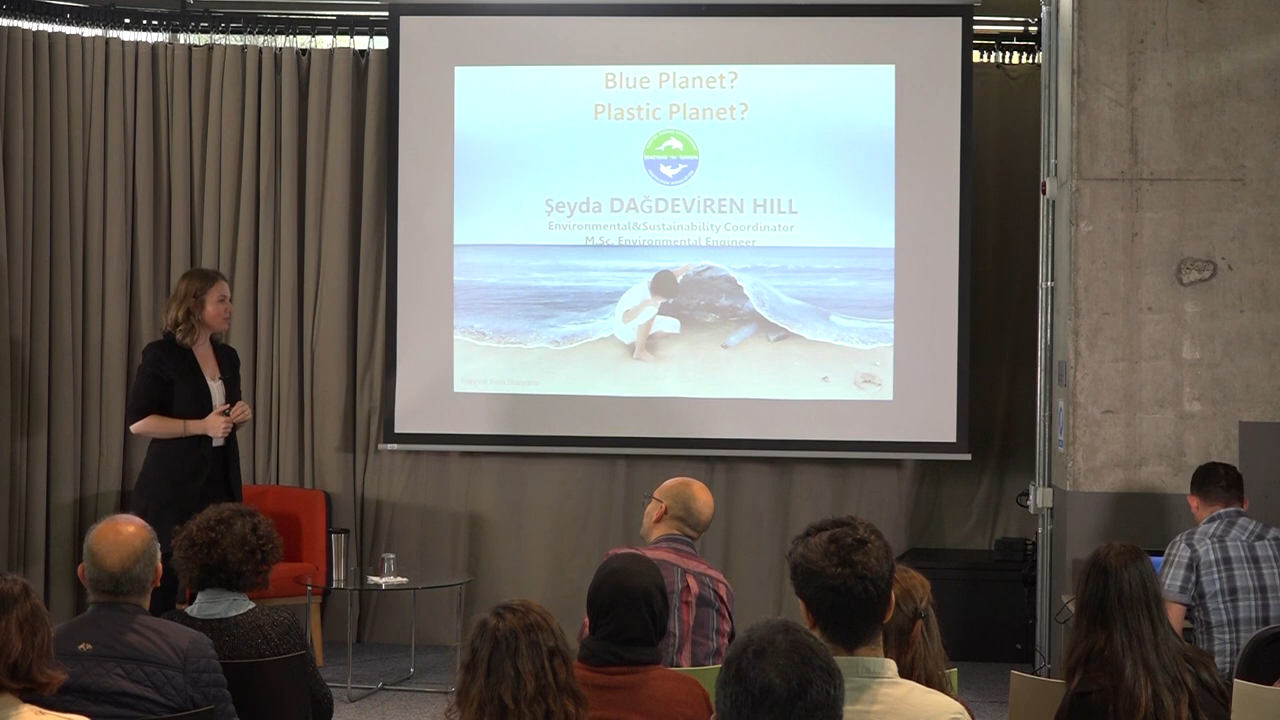 Blue Planet?
Plastic Planet?
Şeyda DAĞDEVİREN HILL
Environmental&Sustainability Coordinator
M.Sc. Environmental Engineer